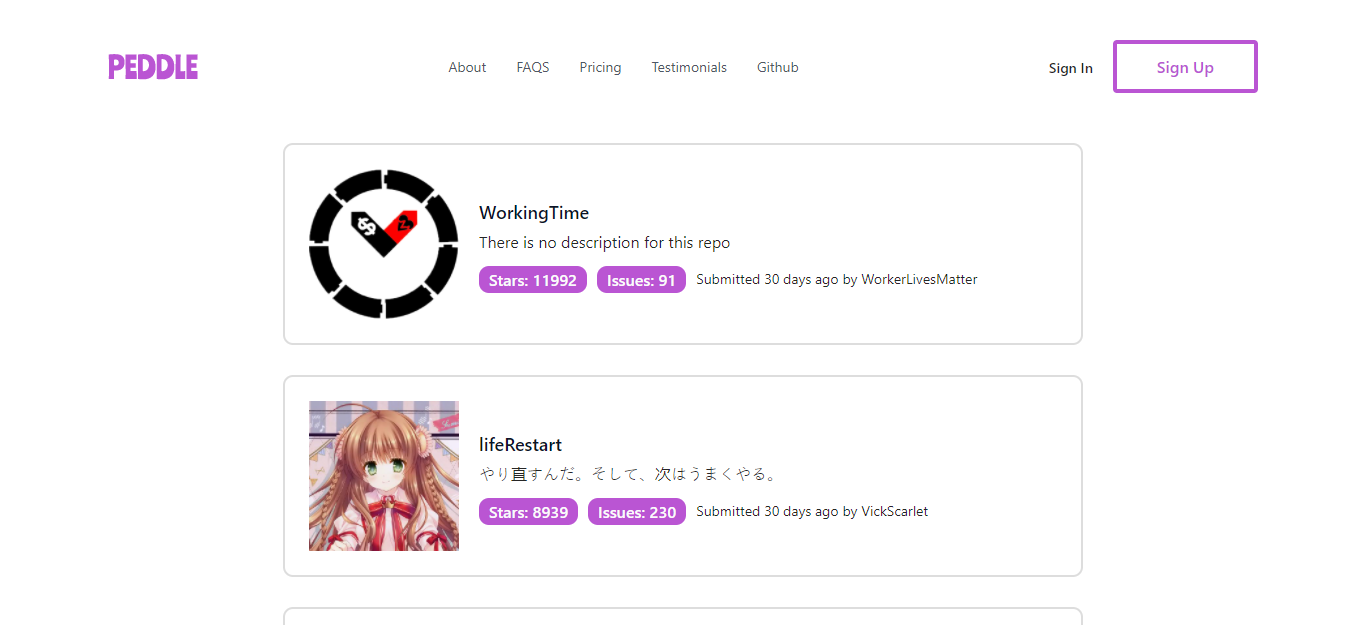 PEDDLE
About FAQS Pricing Testimonials Github
Sign In
Sign Up
WorkingTime
There is no description for this repo
Stars: 11992 Issues: 91 Submitted 30 days ago by WorkerLivesMatter
lifeRestart
やり直すんだ。そして、次はうまくやる。
Stars: 8939 Issues: 230 Submitted 30 days ago by VickScarlet